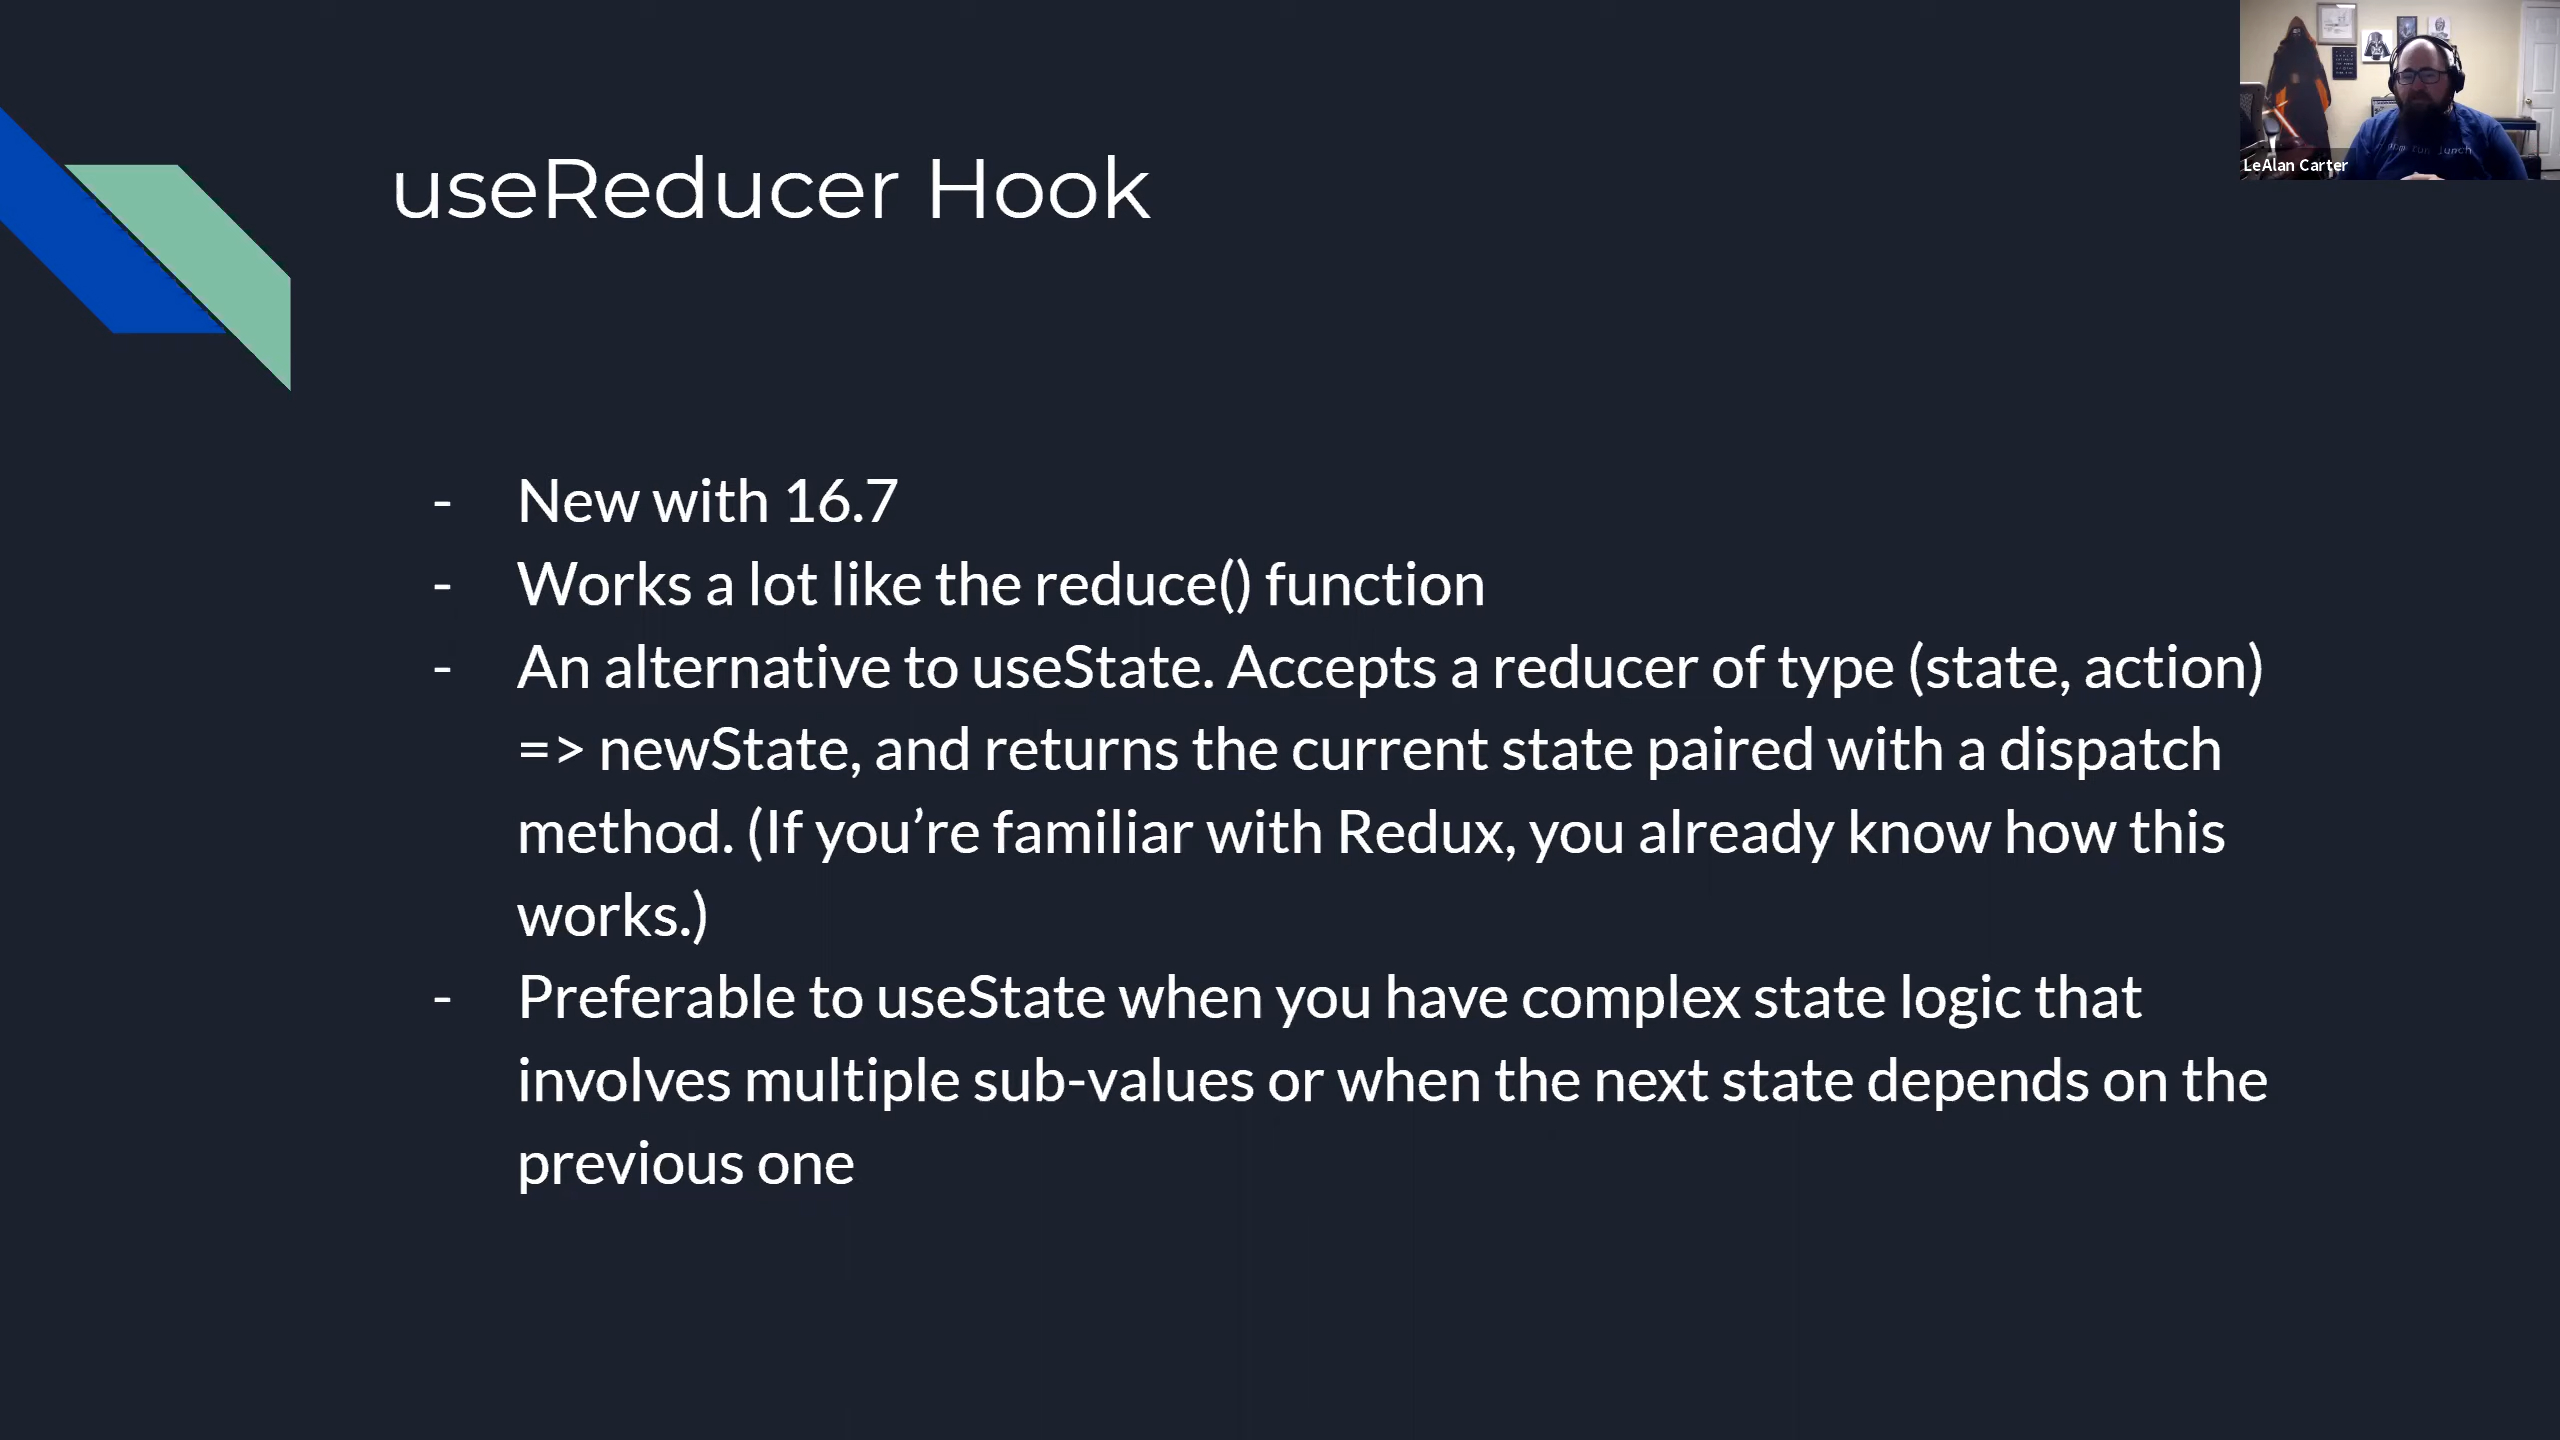 useReducer Hook
- New with 16.7
- Works a lot like the reduce() function
- An alternative to useState. Accepts a reducer of type (state, action)
=> newState, and returns the current state paired with a dispatch
method. (If you’re familiar with Redux, you already know how this
works.)
- Preferable to useState when you have complex state logic that
involves multiple sub-values or when the next state depends on the
previous one
LeAlan Carter
npm run lunch